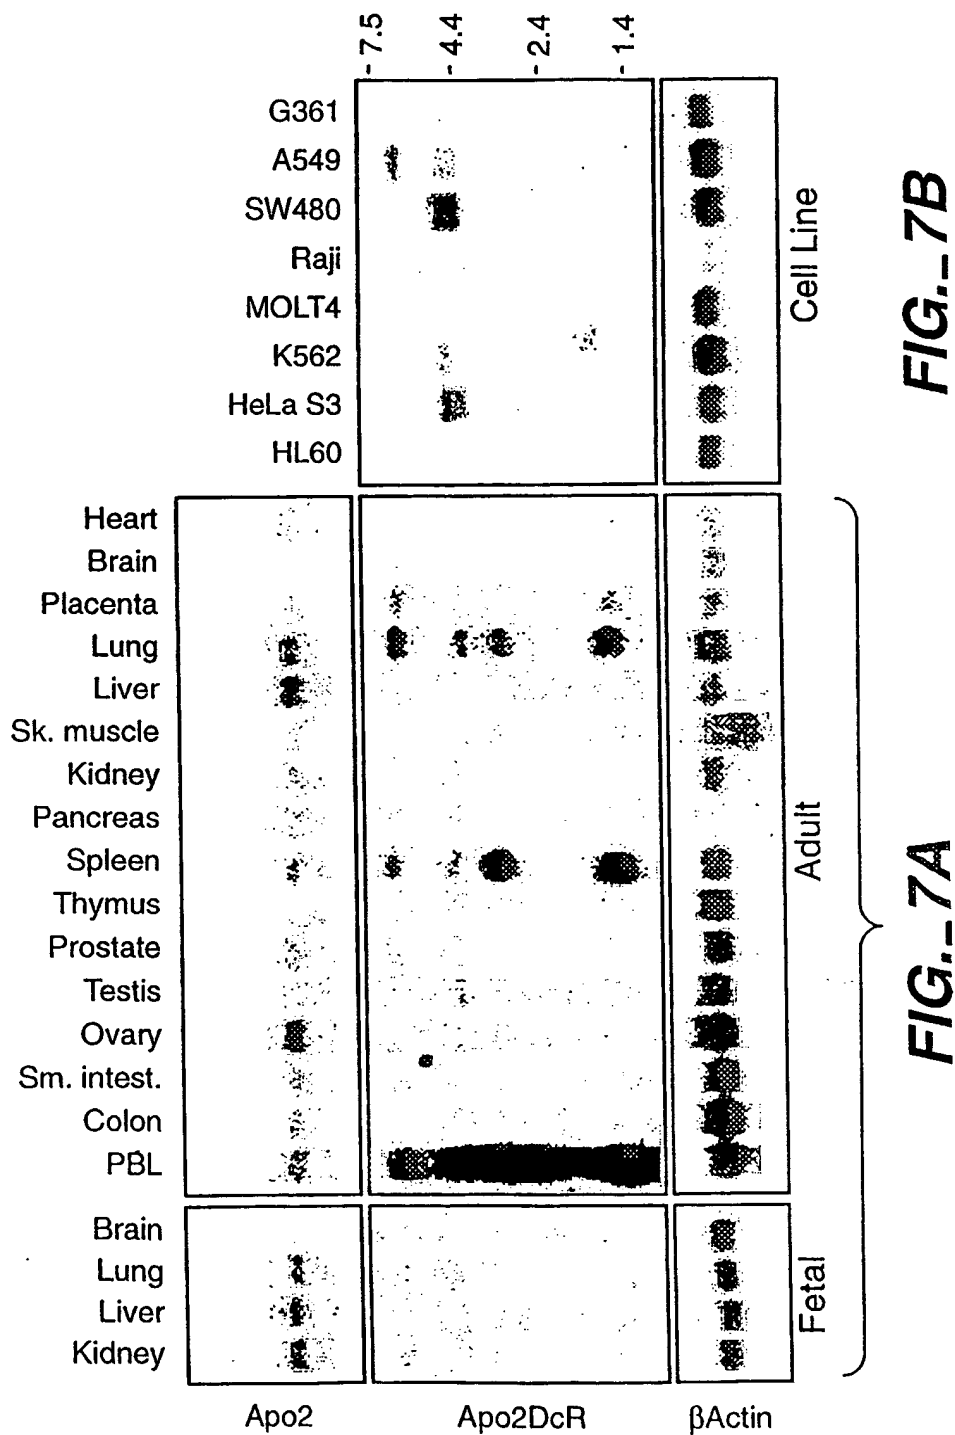 - 7.5
- 4.4
- 2.4
- 1.4
G361
A549
SW480
Raji
MOLT4
K562
HeLa S3
HL60
Cell Line
FIG._7B
Heart
Brain
Placenta
Lung
Liver
Sk. muscle
Kidney
Pancreas
Spleen
Thymus
Prostate
Testis
Ovary
Sm. intest.
Colon
PBL
Adult
Brain
Lung
Liver
Kidney
Fetal
Apo2
Apo2DcR
βActin
FIG._7A